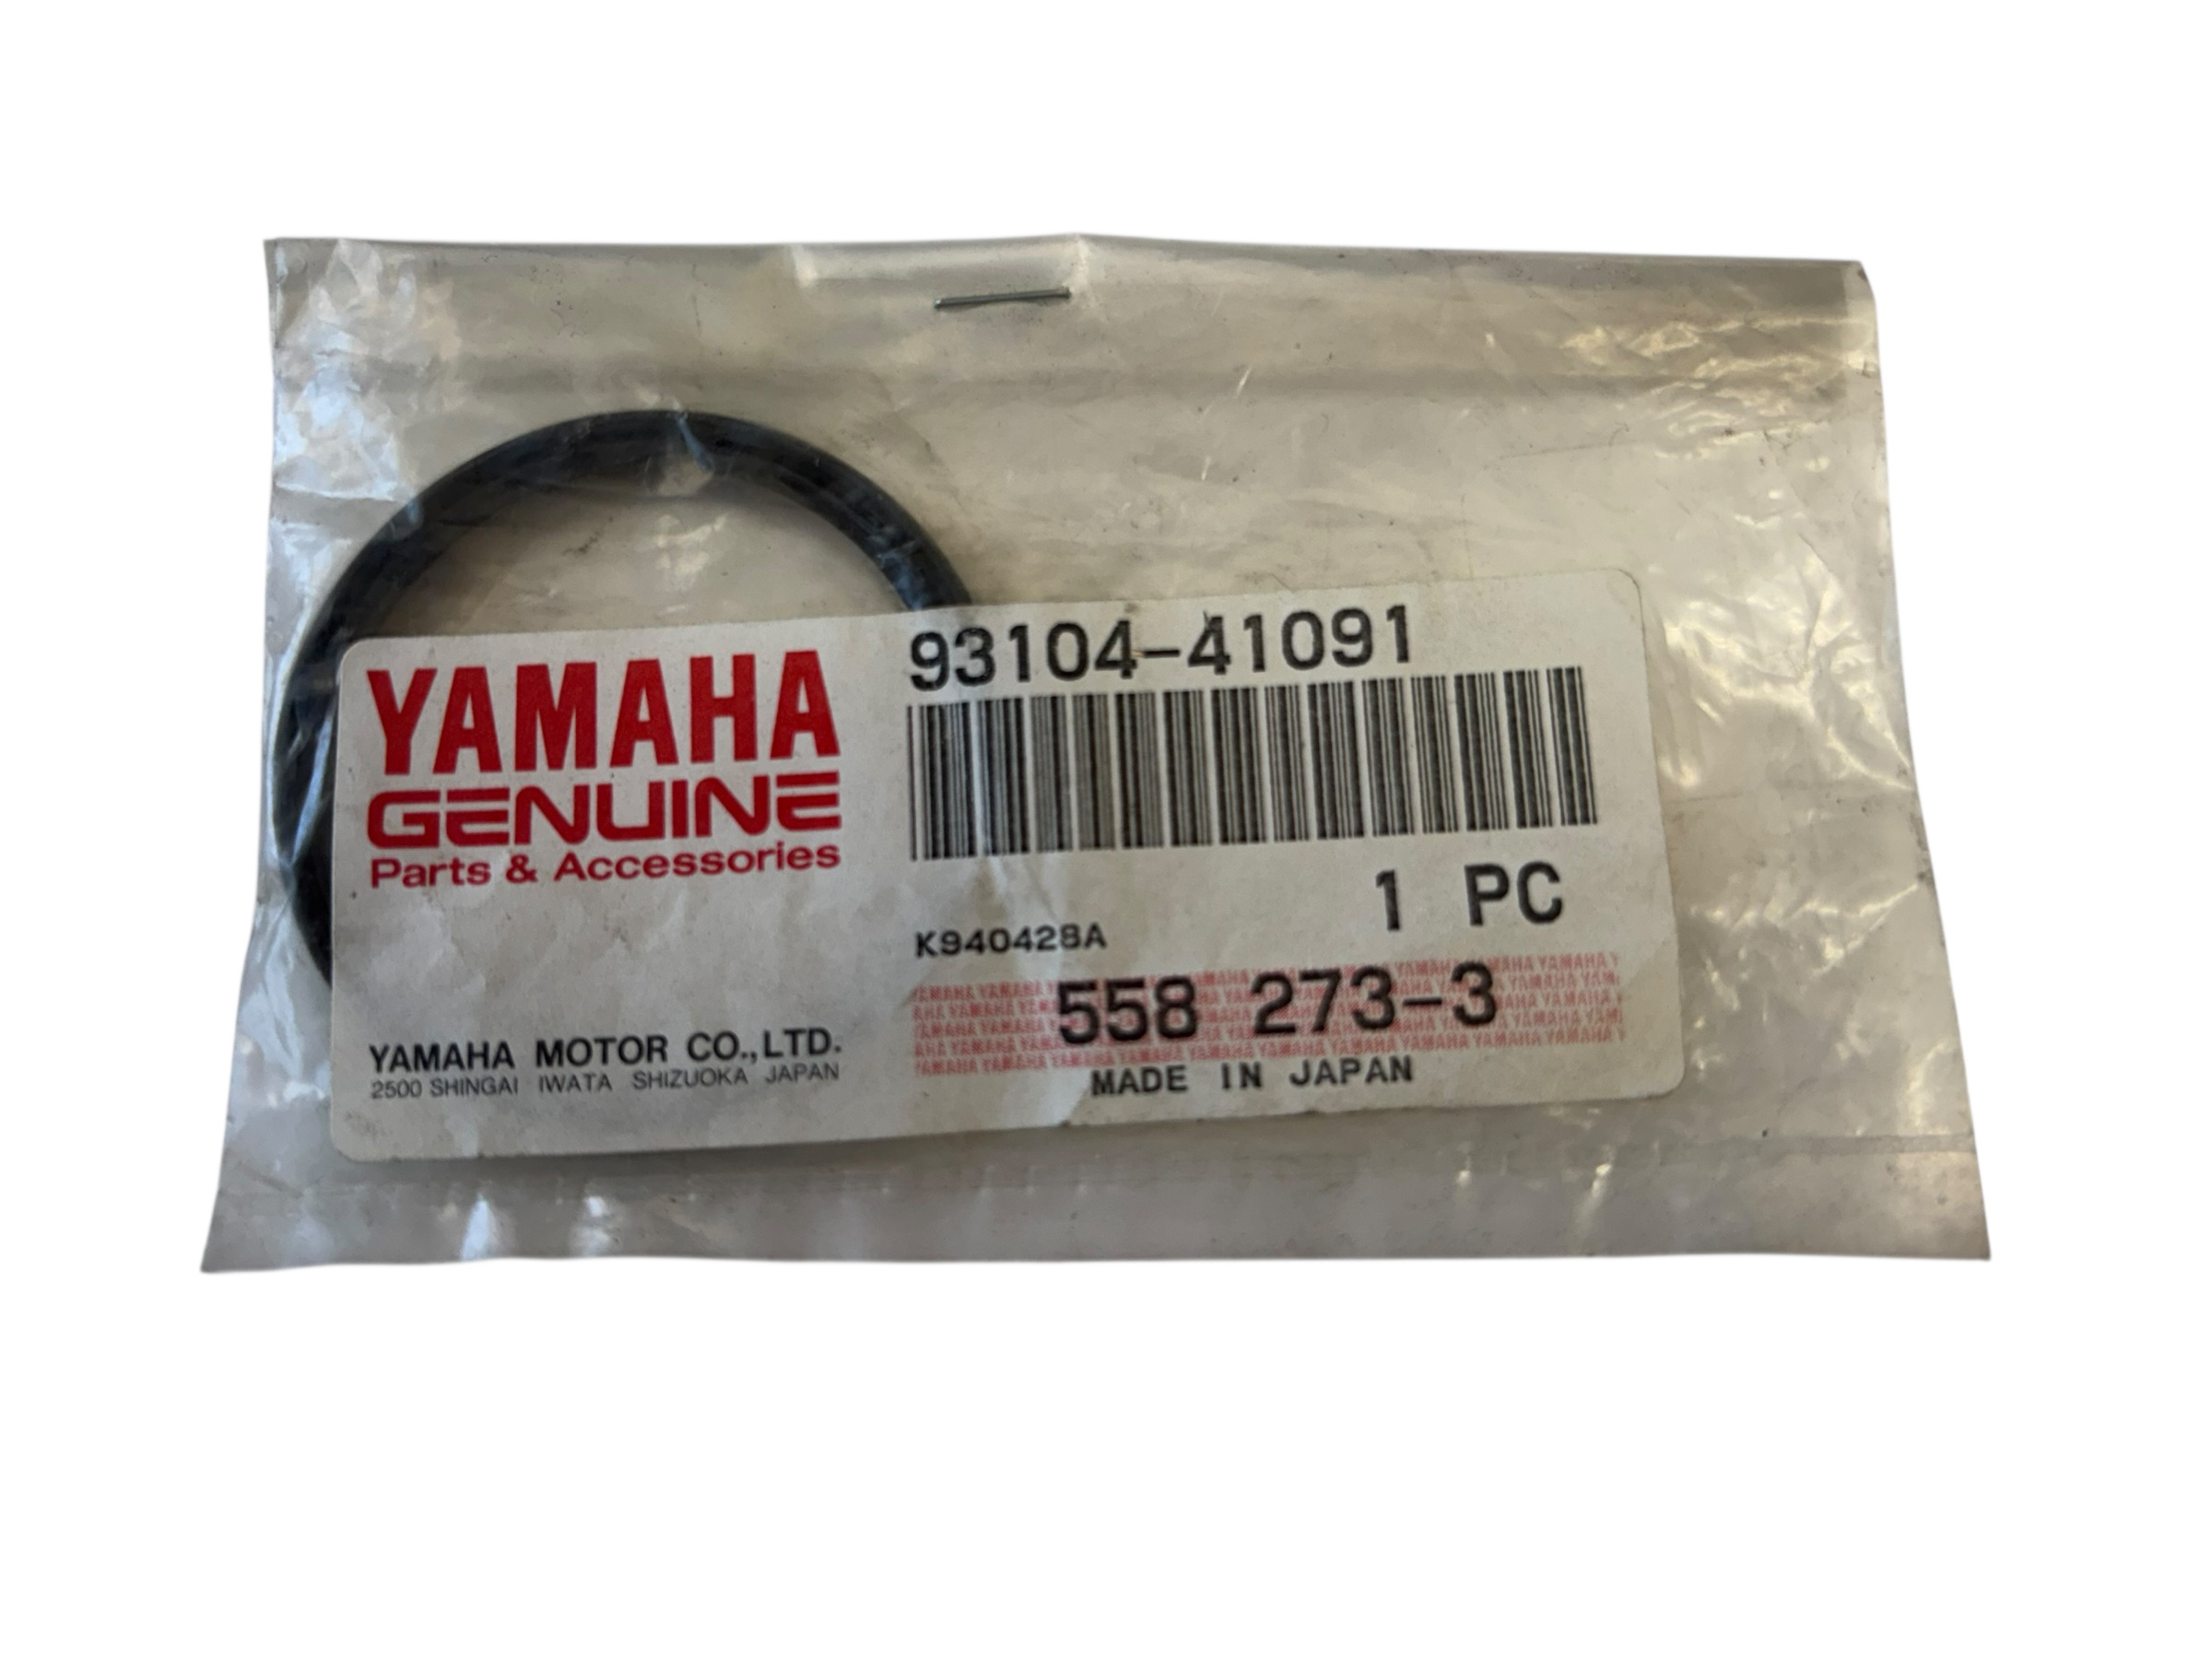 YAMAHA
GENUINE
Parts & Accessories
YAMAHA MOTOR CO.,LTD.
2500 SHINGAI IWATA SHIZUOKA JAPAN
93104-41091
1 PC
K940428A
558 273-3
MADE IN JAPAN